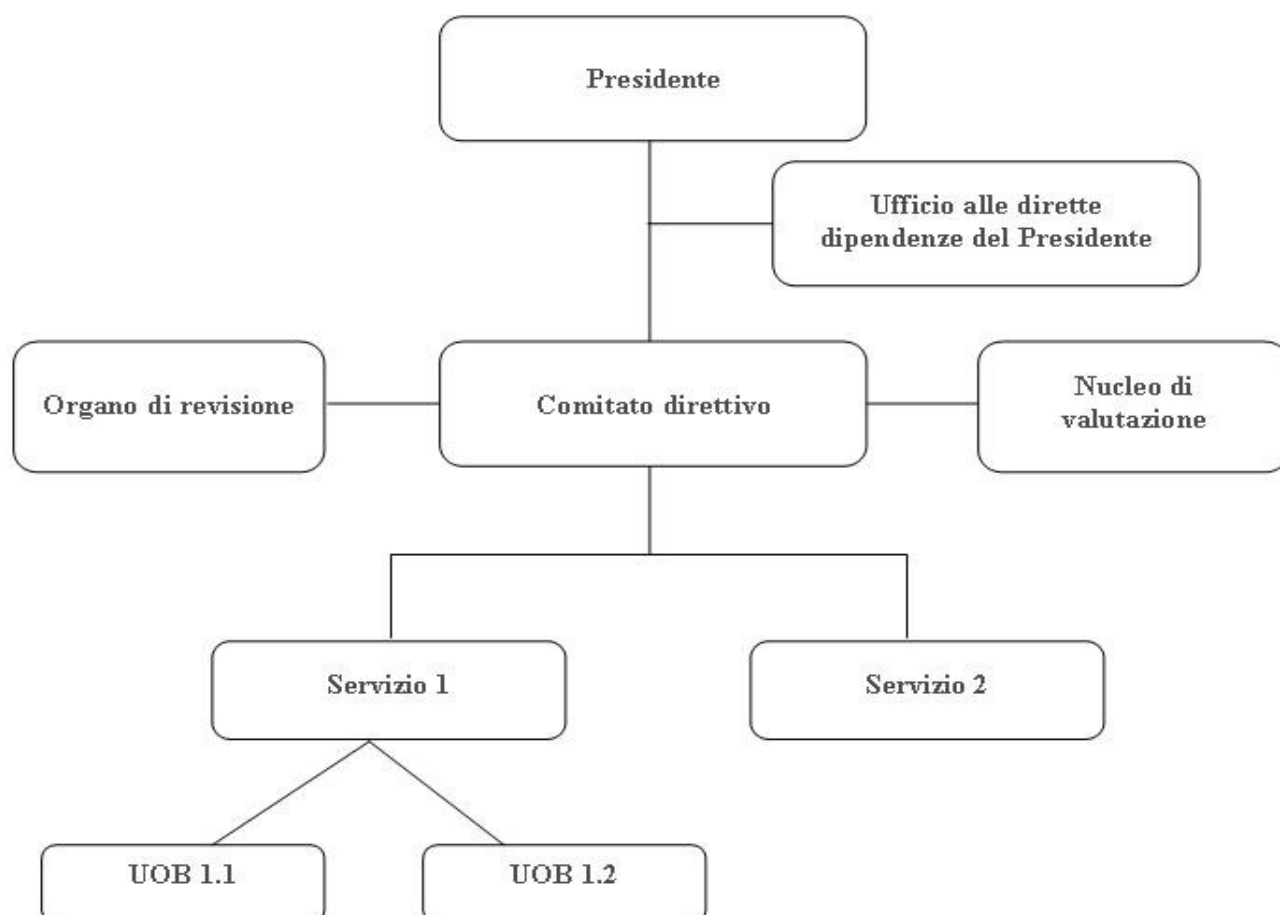 Presidente
Ufficio alle dirette
dipendenze del Presidente
Organo di revisione
Comitato direttivo
Nucleo di
valutazione
Servizio 1
Servizio 2
UOB 1.1
UOB 1.2